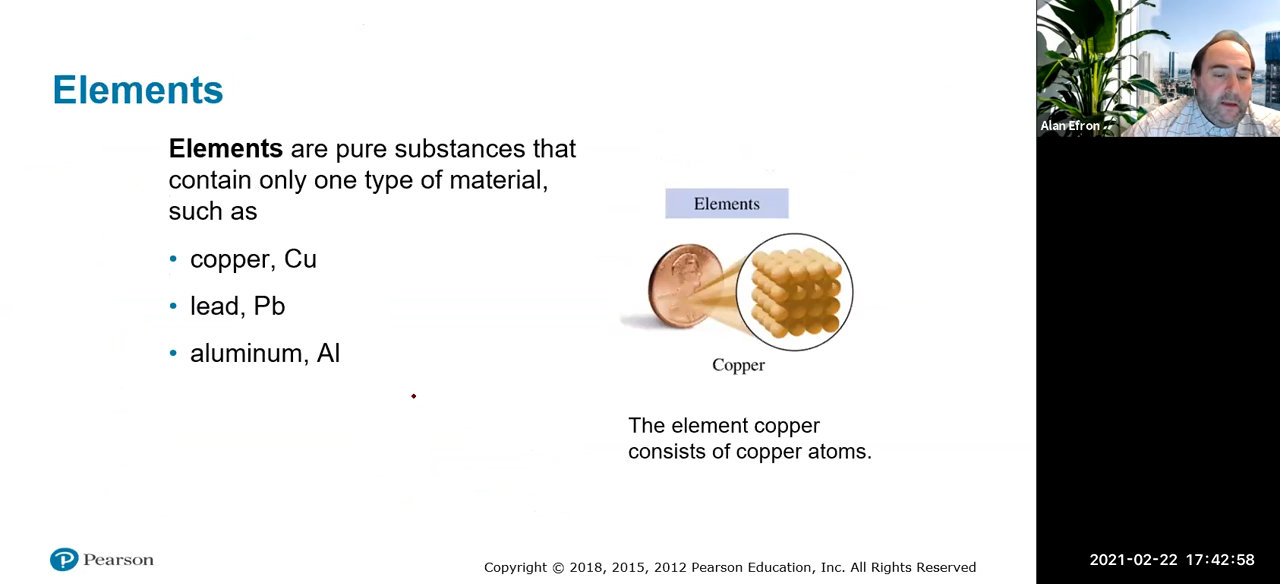 Elements
Elements are pure substances that
contain only one type of material,
such as
• copper, Cu
• lead, Pb
• aluminum, Al
Elements
Copper
The element copper
consists of copper atoms.
P Pearson
Copyright © 2018, 2015, 2012 Pearson Education, Inc. All Rights Reserved
Alan Efron
2021-02-22 17:42:58